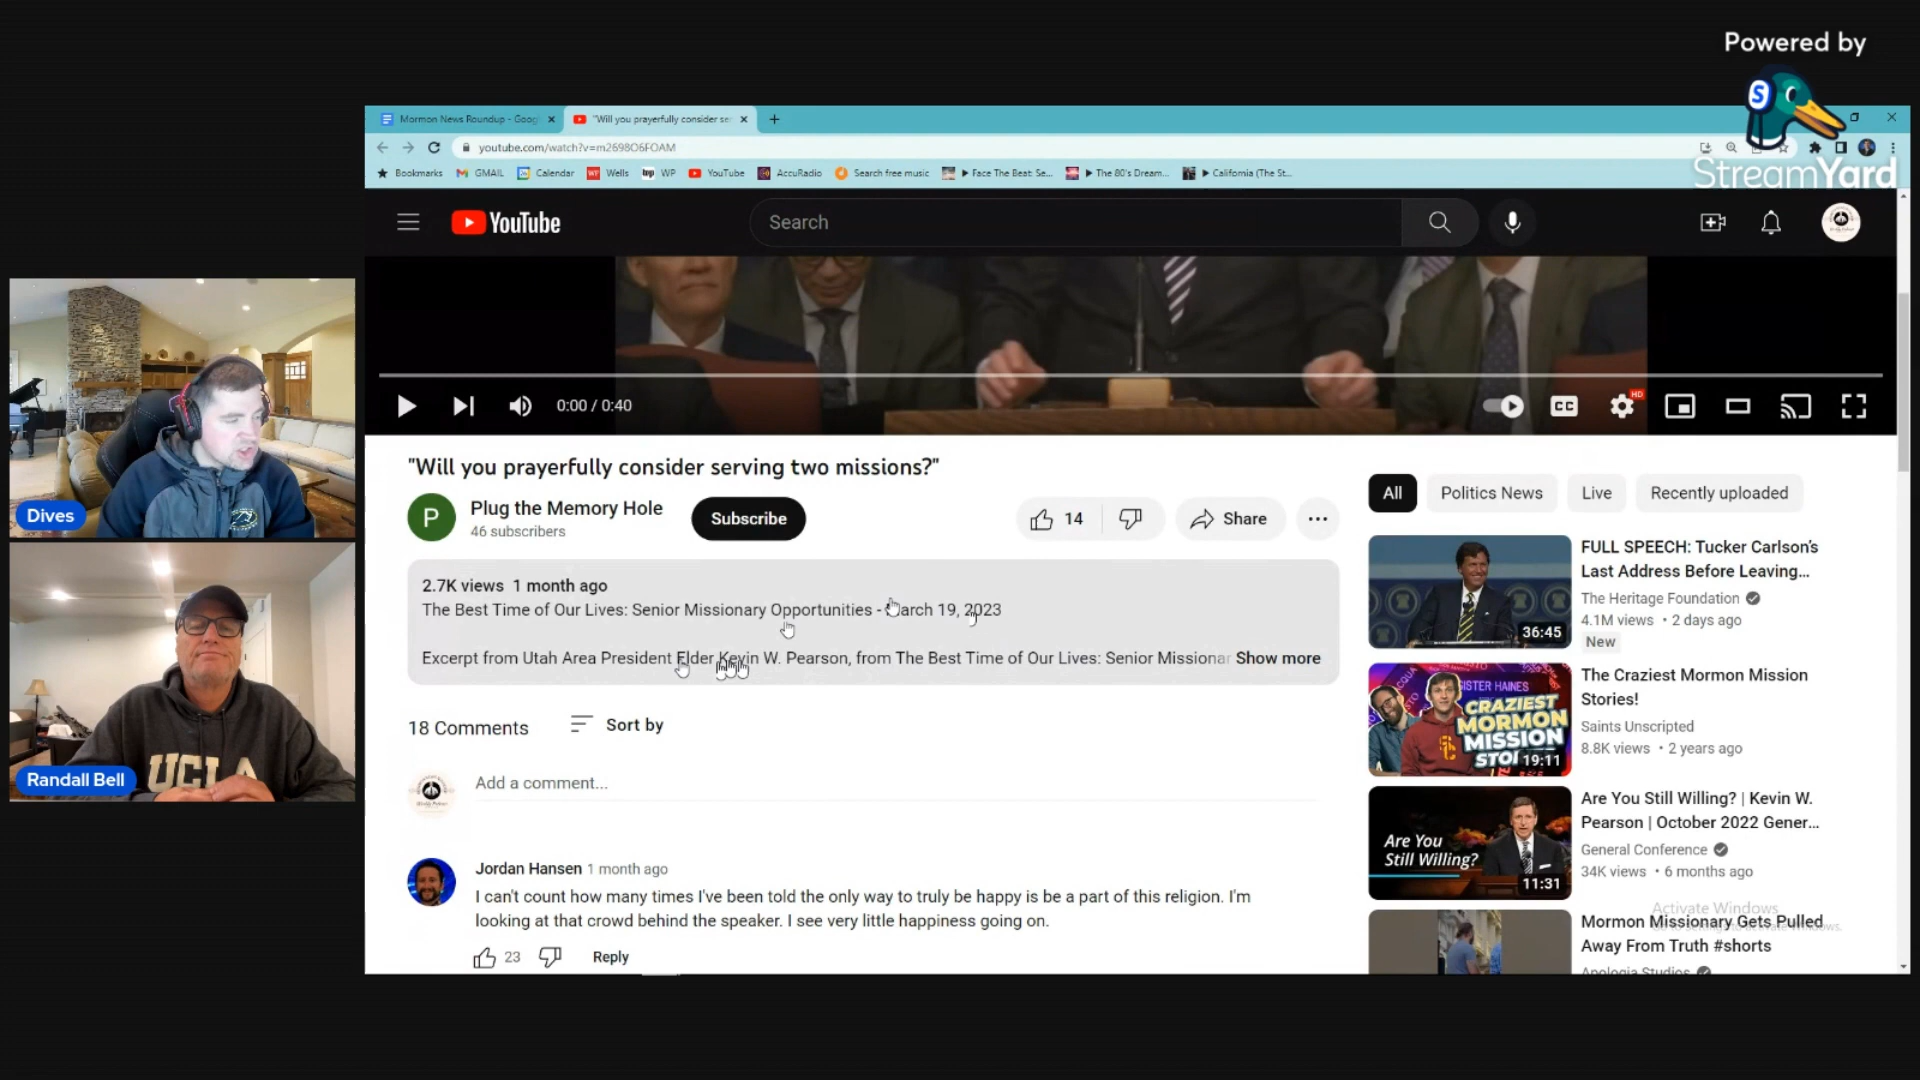 Powered by
StreamYard
Mormon News Roundup - Goog
"Will you prayerfully consider se
youtube.com/watch?v=m2698O6FOAM
Bookmarks
GMAIL
Calendar
Wells
WP
YouTube
AccuRadio
Search free music
Face The Beat: Se...
The 80's Dream...
California (The St...
YouTube
Search
0:00 / 0:40
CC
HD
"Will you prayerfully consider serving two missions?"
P
Plug the Memory Hole
46 subscribers
Subscribe
14
Share
2.7K views 1 month ago
The Best Time of Our Lives: Senior Missionary Opportunities - March 19, 2023
Excerpt from Utah Area President Elder Kevin W. Pearson, from The Best Time of Our Lives: Senior Missionar Show more
18 Comments
Sort by
Add a comment...
Jordan Hansen 1 month ago
I can't count how many times I've been told the only way to truly be happy is be a part of this religion. I'm
looking at that crowd behind the speaker. I see very little happiness going on.
23
Reply
All
Politics News
Live
Recently uploaded
36:45
FULL SPEECH: Tucker Carlson's
Last Address Before Leaving...
The Heritage Foundation
4.1M views • 2 days ago
New
SISTER HAINES
CRAZIEST
MORMON
MISSION
STO
19:11
The Craziest Mormon Mission
Stories!
Saints Unscripted
8.8K views • 2 years ago
Are You
Still Willing?
11:31
Are You Still Willing? | Kevin W.
Pearson | October 2022 Gener...
General Conference
34K views • 6 months ago
Activate Windows
Mormon Missionary Gets Pulled
Away From Truth #shorts
Apologia Studios
Dives
UCLA
Randall Bell